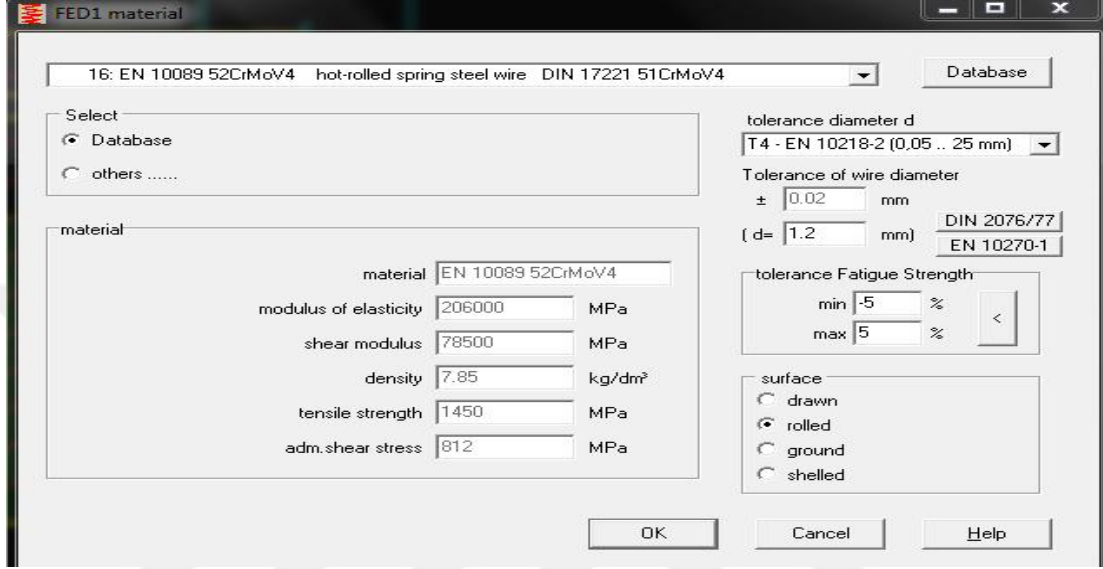 FED1 material
16: EN 10089 52CrMoV4 hot-rolled spring steel wire DIN 17221 51CrMoV4
Database
Select
Database
others ......
tolerance diameter d
T4 - EN 10218-2 (0,05 .. 25 mm)
Tolerance of wire diameter
± 0.02 mm
( d= 1.2 mm)
DIN 2076/77
EN 10270-1
material
material EN 10089 52CrMoV4
modulus of elasticity 206000 MPa
shear modulus 78500 MPa
density 7.85 kg/dm³
tensile strength 1450 MPa
adm.shear stress 812 MPa
tolerance Fatigue Strength
min -5 %
max 5 %
<
surface
drawn
rolled
ground
shelled
OK
Cancel
Help